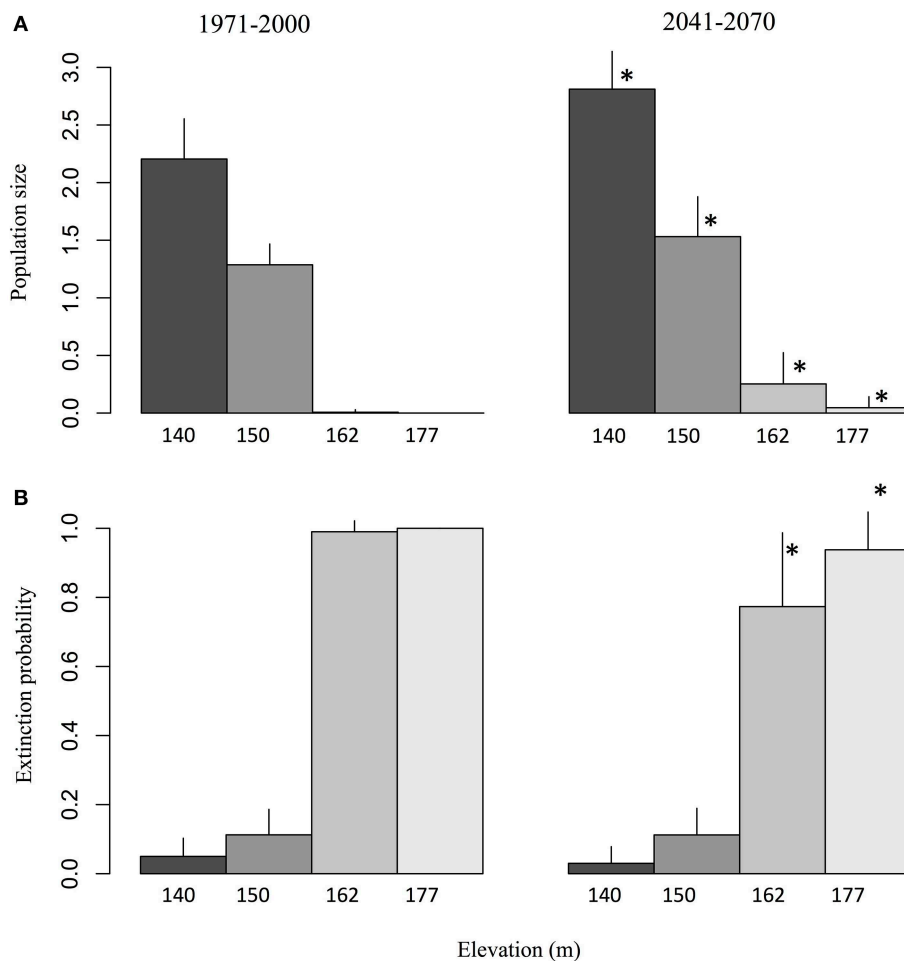 A 1971-2000 2041-2070
Population size
3.0
2.5
2.0
1.5
1.0
0.5
0.0
* * * *
140 150 162 177 140 150 162 177
B
Extinction probability
1.0
0.8
0.6
0.4
0.2
0.0
* *
140 150 162 177 140 150 162 177
Elevation (m)